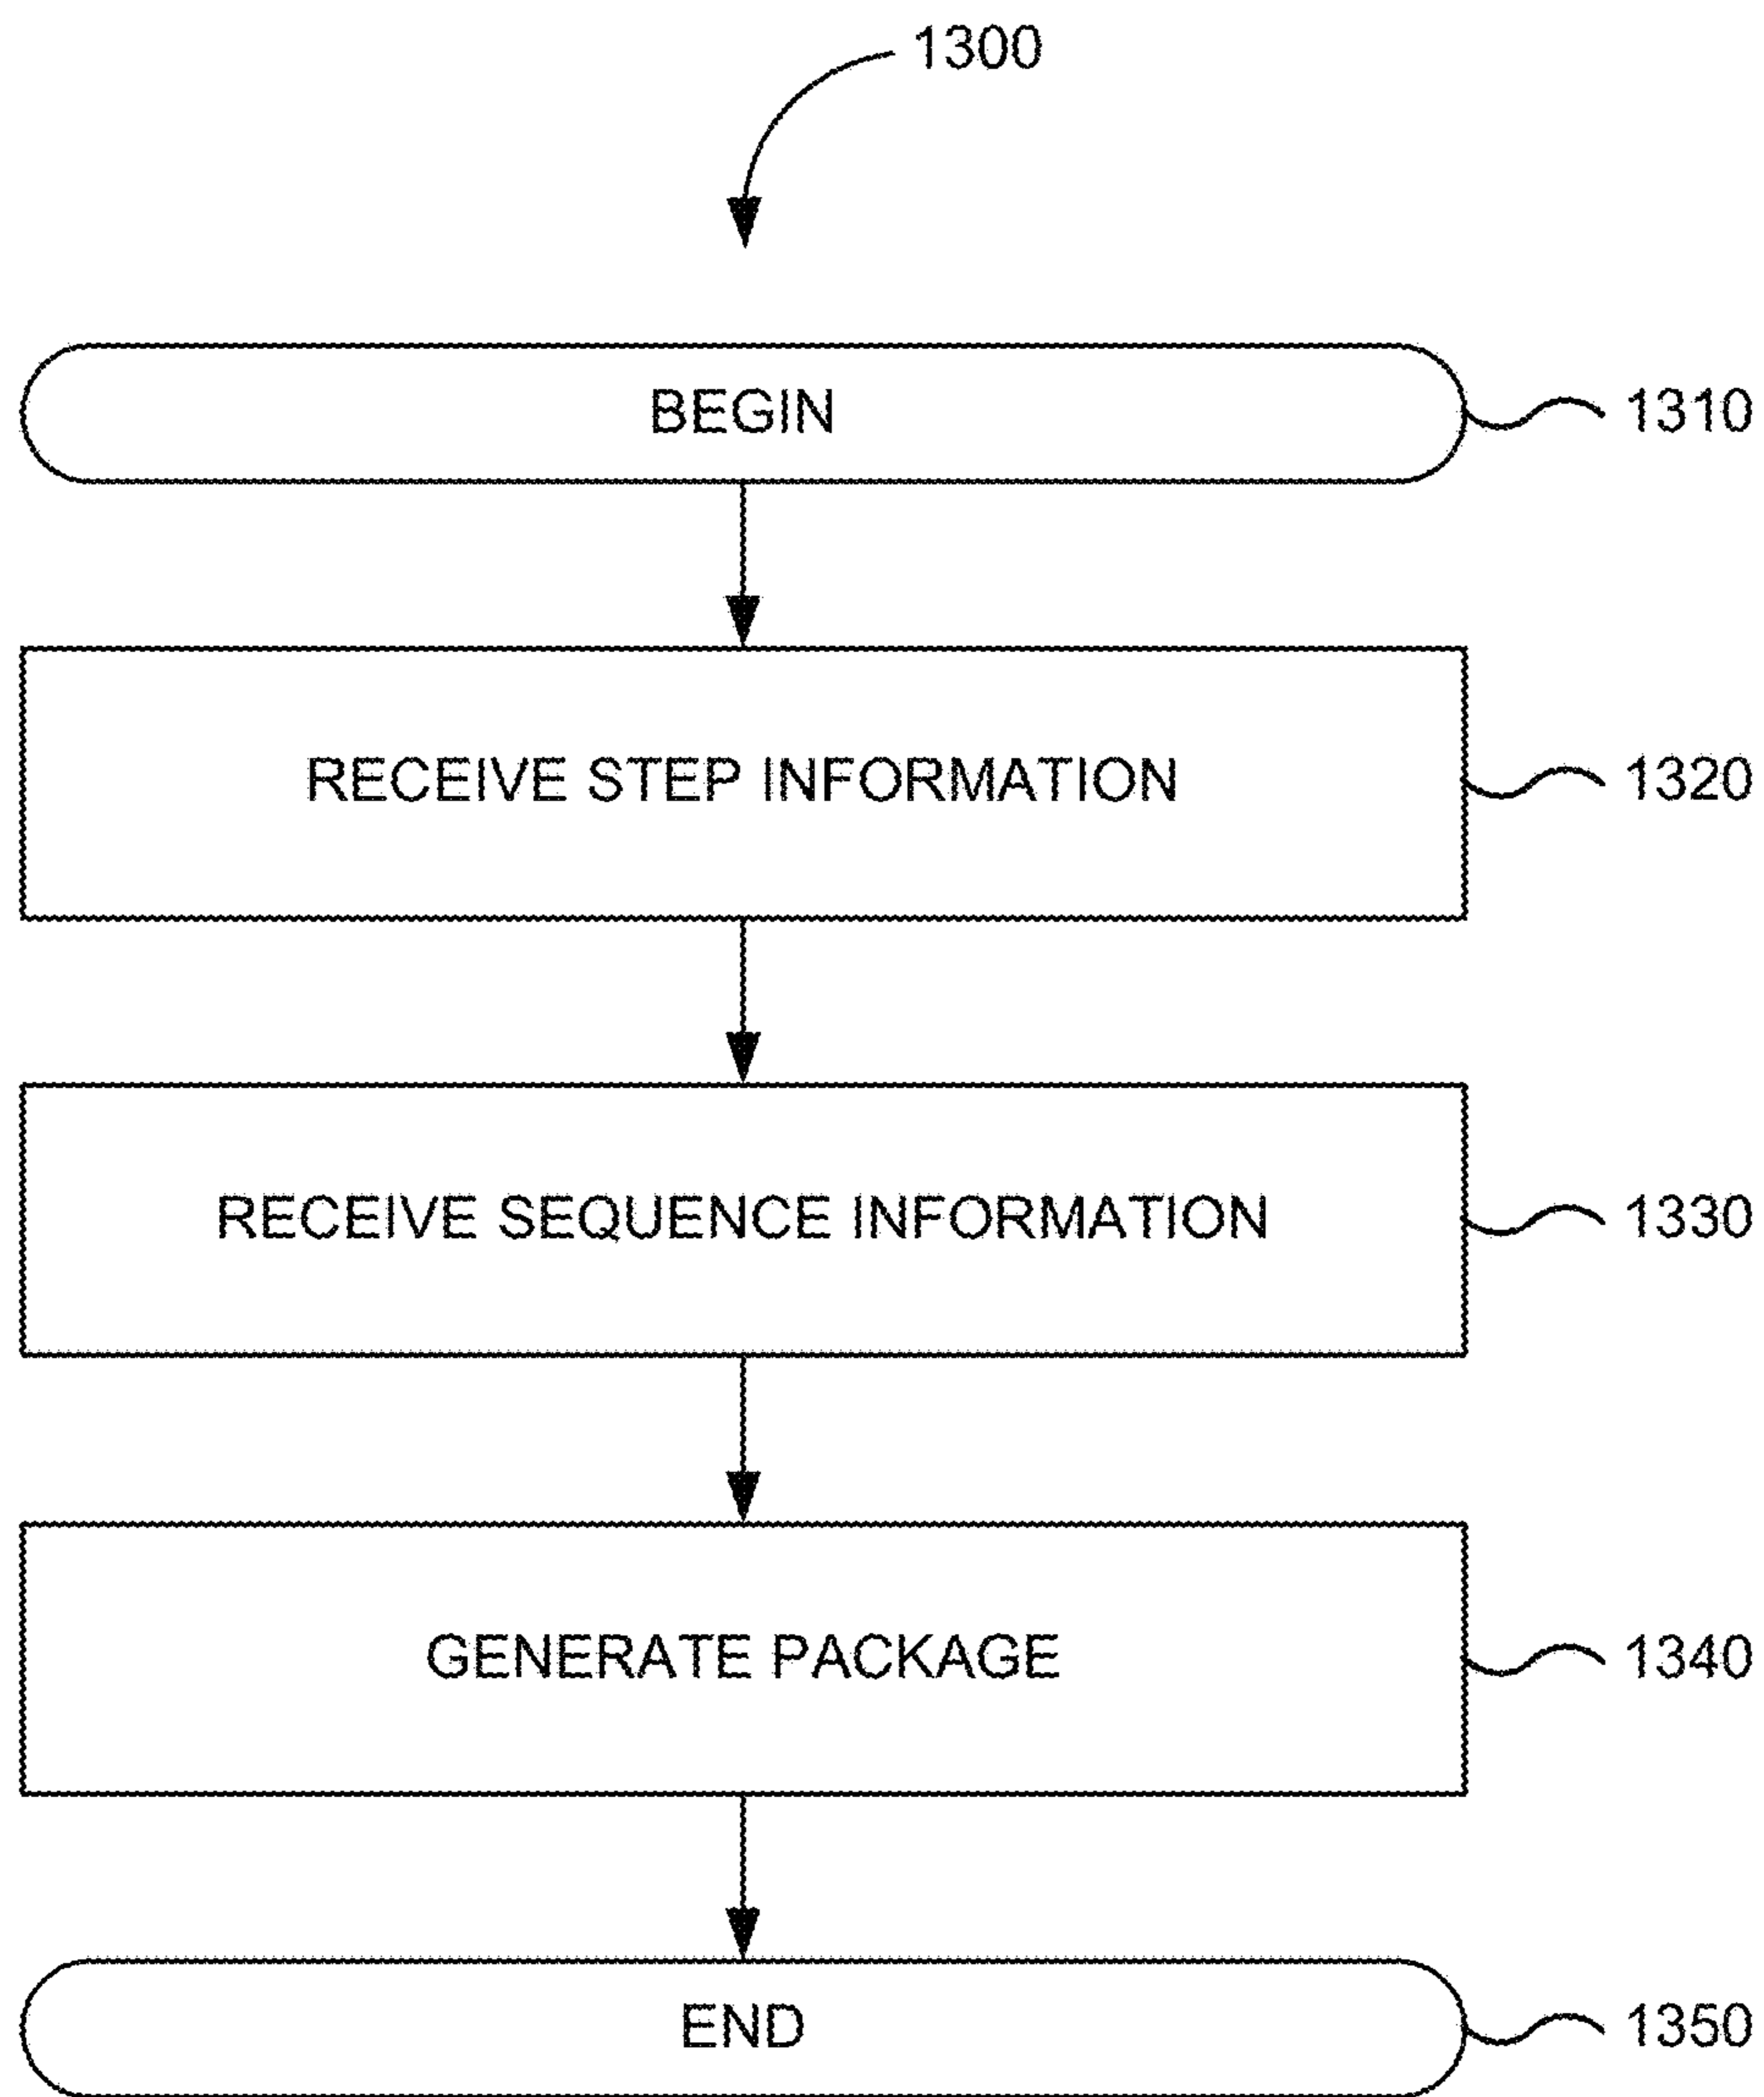 1300
BEGIN
1310
RECEIVE STEP INFORMATION
1320
RECEIVE SEQUENCE INFORMATION
1330
GENERATE PACKAGE
1340
END
1350